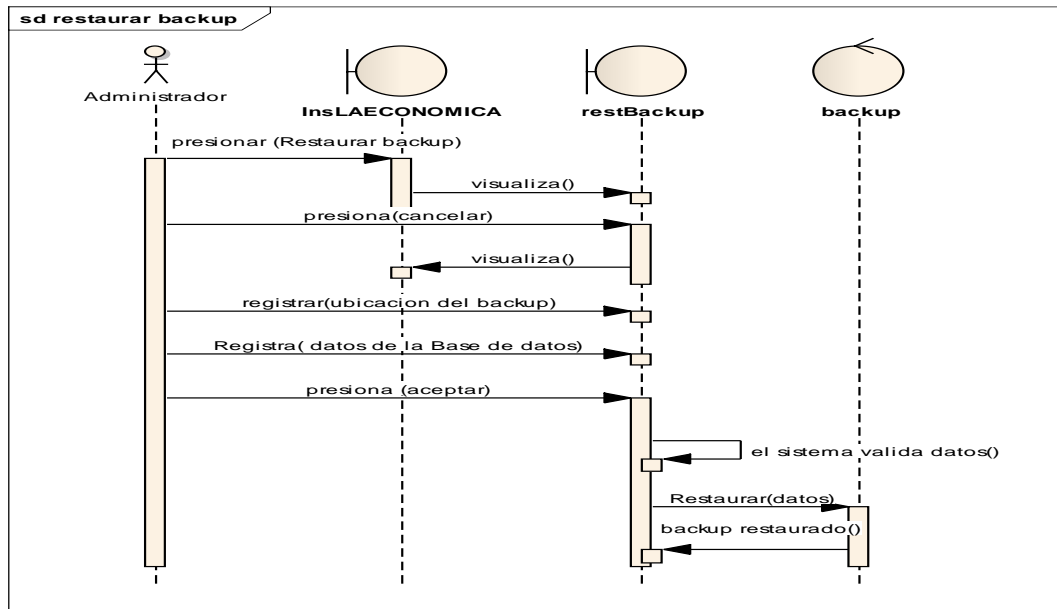 sd restaurar backup
Administrador
InsLAECONOMICA
restBackup
backup
presionar (Restaurar backup)
visualiza()
presiona(cancelar)
visualiza()
registrar(ubicacion del backup)
Registra( datos de la Base de datos)
presiona (aceptar)
el sistema valida datos()
Restaurar(datos)
backup restaurado()